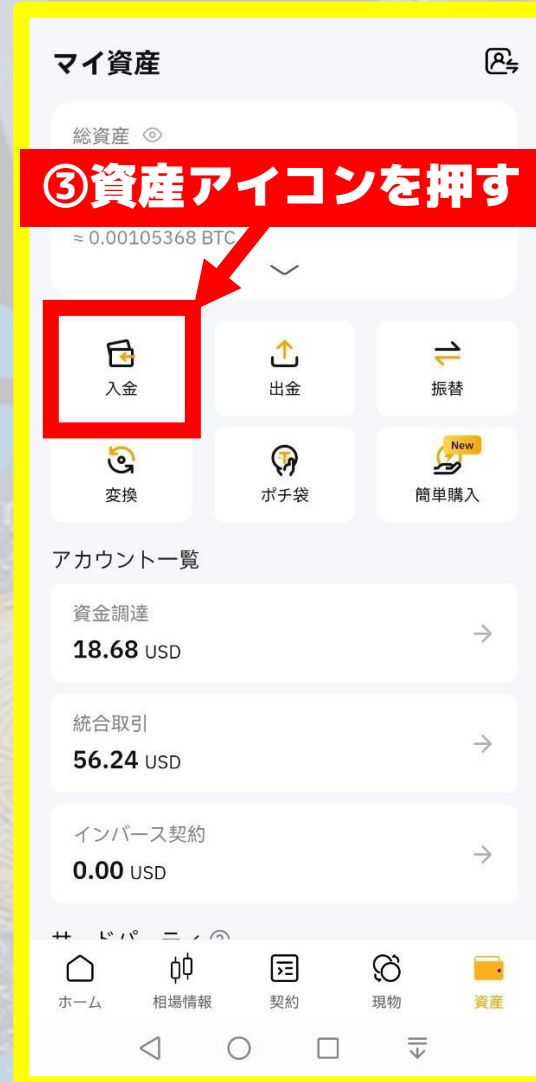 マイ資産
総資産
③資産アイコンを押す
≈ 0.00105368 BTC
入金
出金
振替
変換
ポチ袋
New
簡単購入
アカウント一覧
資金調達
18.68 USD
統合取引
56.24 USD
インバース契約
0.00 USD
ホーム
相場情報
契約
現物
資産